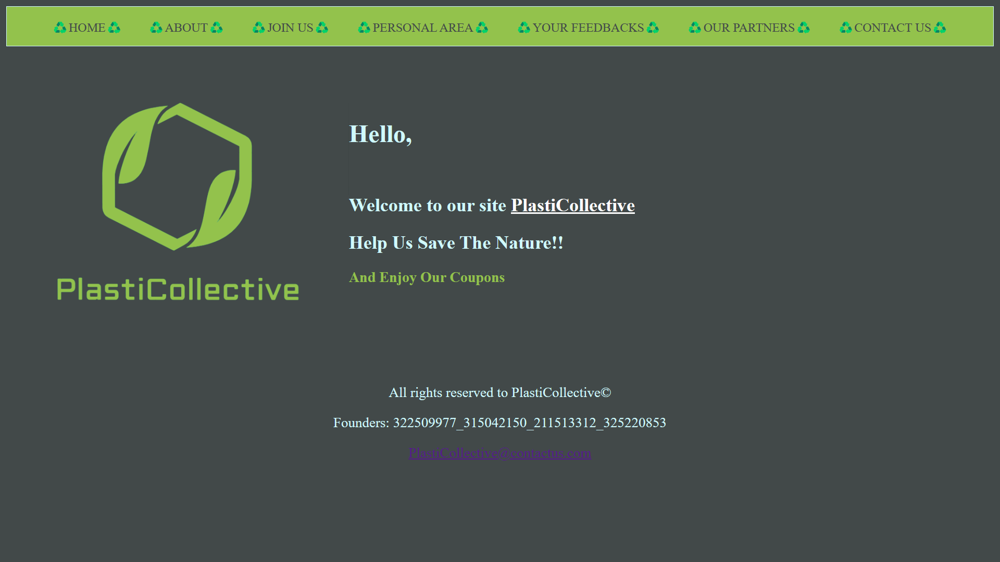 ♻HOME♻ ♻ABOUT♻ ♻JOIN US♻ ♻PERSONAL AREA♻ ♻YOUR FEEDBACKS♻ ♻OUR PARTNERS♻ ♻CONTACT US♻
PlastiCollective
Hello,
Welcome to our site PlastiCollective
Help Us Save The Nature!!
And Enjoy Our Coupons
All rights reserved to PlastiCollective©
Founders: 322509977_315042150_211513312_325220853
PlastiCollective@contactus.com